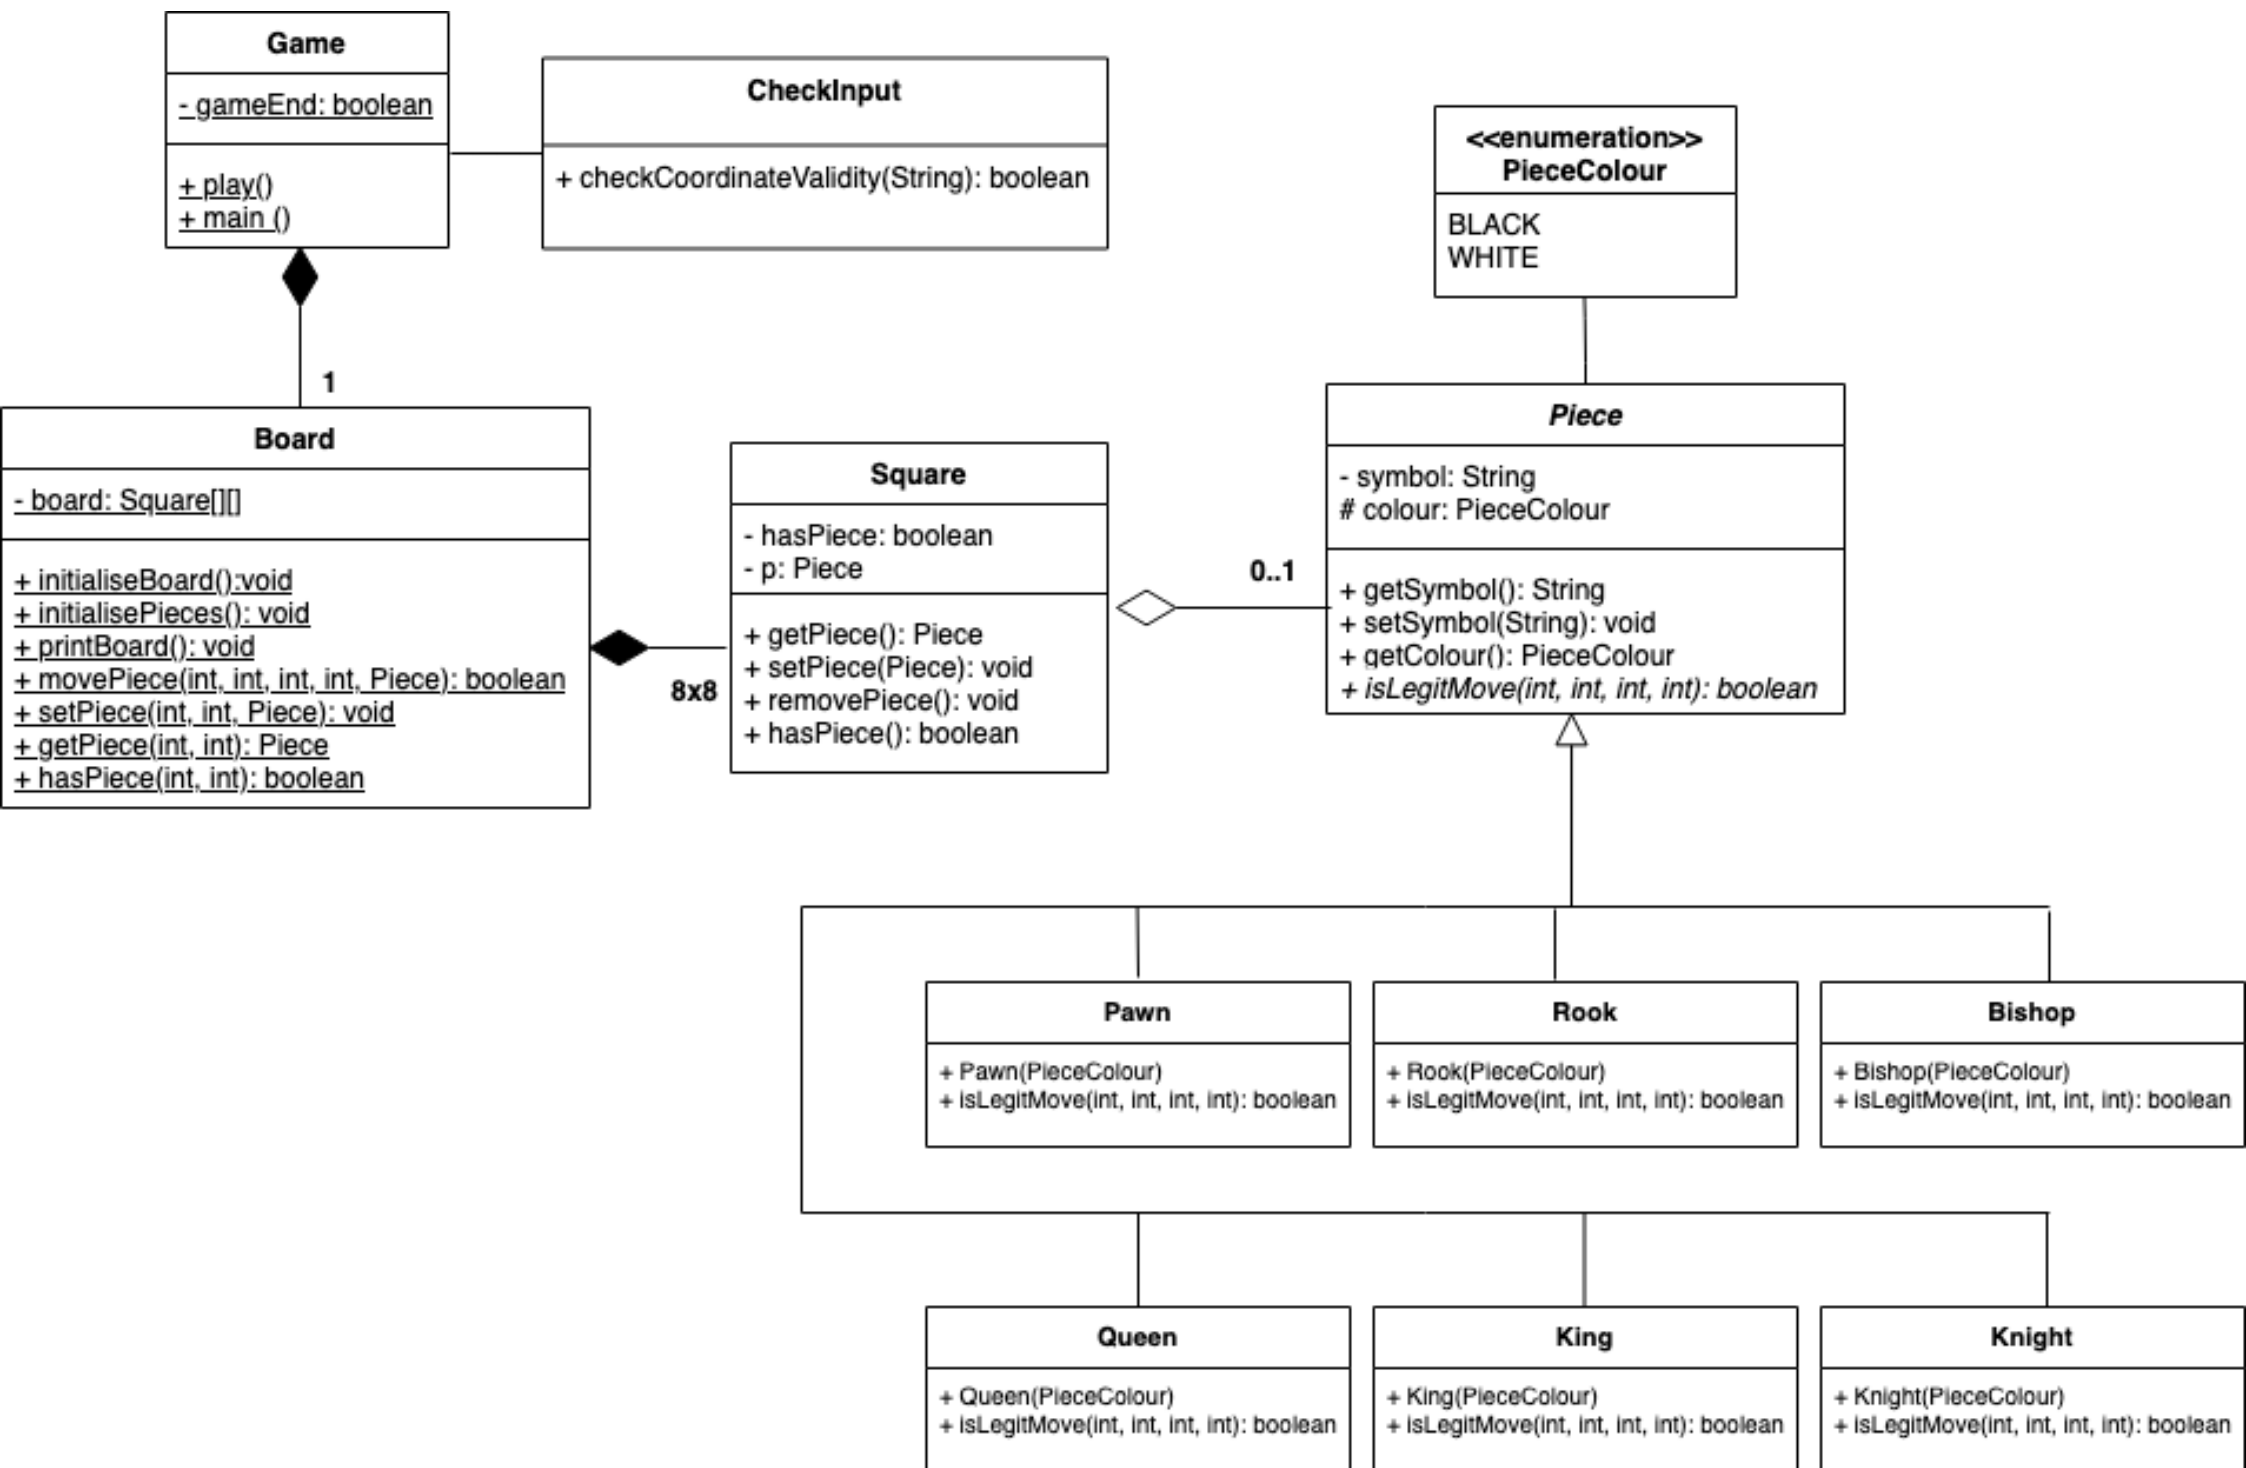 Game
- gameEnd: boolean
+ play()
+ main ()
CheckInput
+ checkCoordinateValidity(String): boolean
<<enumeration>>
PieceColour
BLACK
WHITE
1
Board
- board: Square[][]
+ initialiseBoard():void
+ initialisePieces(): void
+ printBoard(): void
+ movePiece(int, int, int, int, Piece): boolean
+ setPiece(int, int, Piece): void
+ getPiece(int, int): Piece
+ hasPiece(int, int): boolean
8x8
Square
- hasPiece: boolean
- p: Piece
+ getPiece(): Piece
+ setPiece(Piece): void
+ removePiece(): void
+ hasPiece(): boolean
0..1
Piece
- symbol: String
# colour: PieceColour
+ getSymbol(): String
+ setSymbol(String): void
+ getColour(): PieceColour
+ isLegitMove(int, int, int, int): boolean
Pawn
+ Pawn(PieceColour)
+ isLegitMove(int, int, int, int): boolean
Rook
+ Rook(PieceColour)
+ isLegitMove(int, int, int, int): boolean
Bishop
+ Bishop(PieceColour)
+ isLegitMove(int, int, int, int): boolean
Queen
+ Queen(PieceColour)
+ isLegitMove(int, int, int, int): boolean
King
+ King(PieceColour)
+ isLegitMove(int, int, int, int): boolean
Knight
+ Knight(PieceColour)
+ isLegitMove(int, int, int, int): boolean